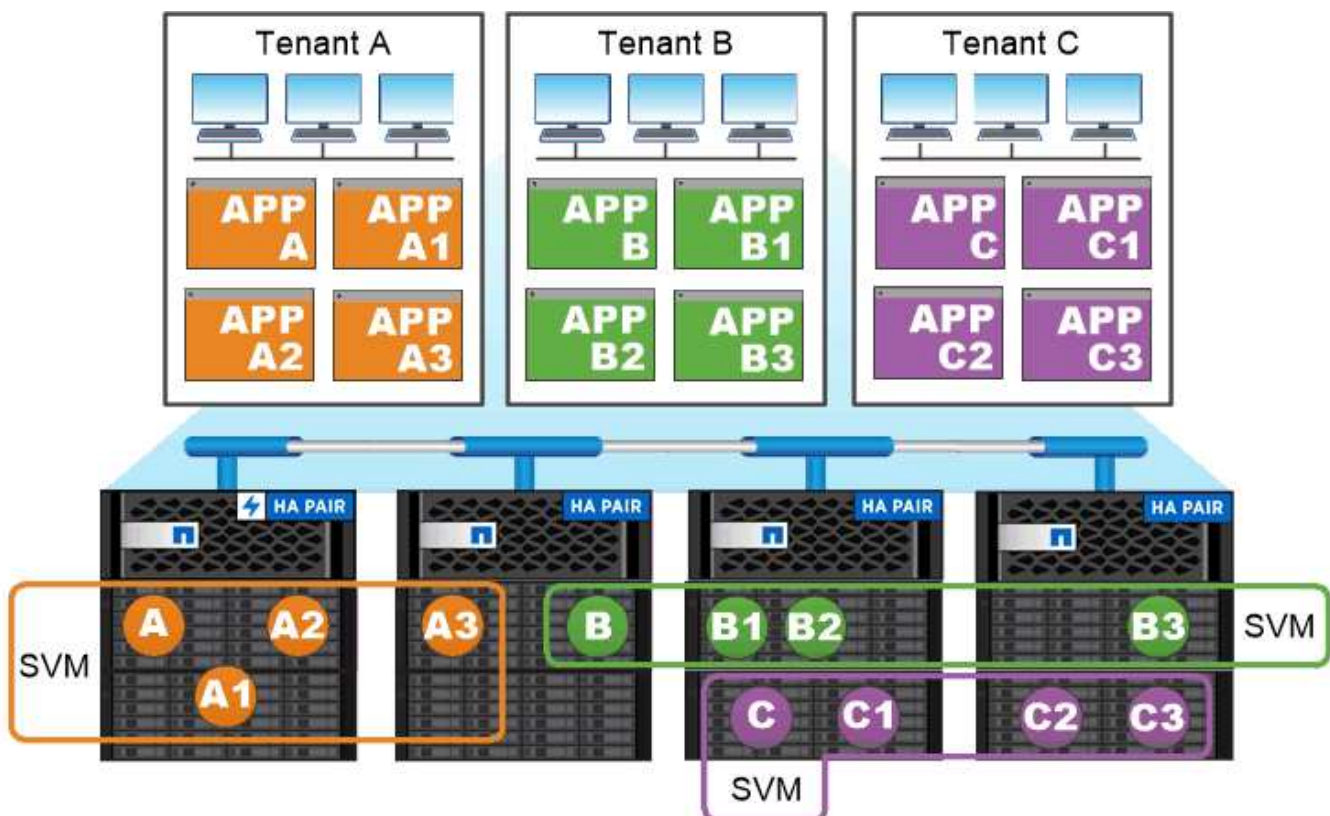 Tenant A
Tenant B
Tenant C
APP
A
APP
A1
APP
B
APP
B1
APP
C
APP
C1
APP
A2
APP
A3
APP
B2
APP
B3
APP
C2
APP
C3
HA PAIR
HA PAIR
HA PAIR
HA PAIR
SVM
A
A2
A3
B
B1
B2
B3
SVM
A1
C
C1
C2
C3
SVM